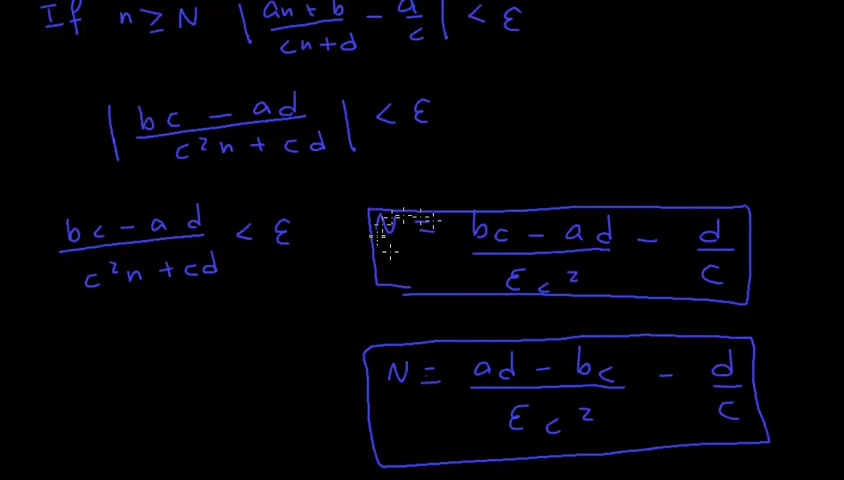 If n ≥ N | (an + b)/(cn + d) − a/c | < ε
| (bc − ad)/(c²n + cd) | < ε
(bc − ad)/(c²n + cd) < ε
N = (bc − ad)/(εc²) − d/c
N = (ad − bc)/(εc²) − d/c